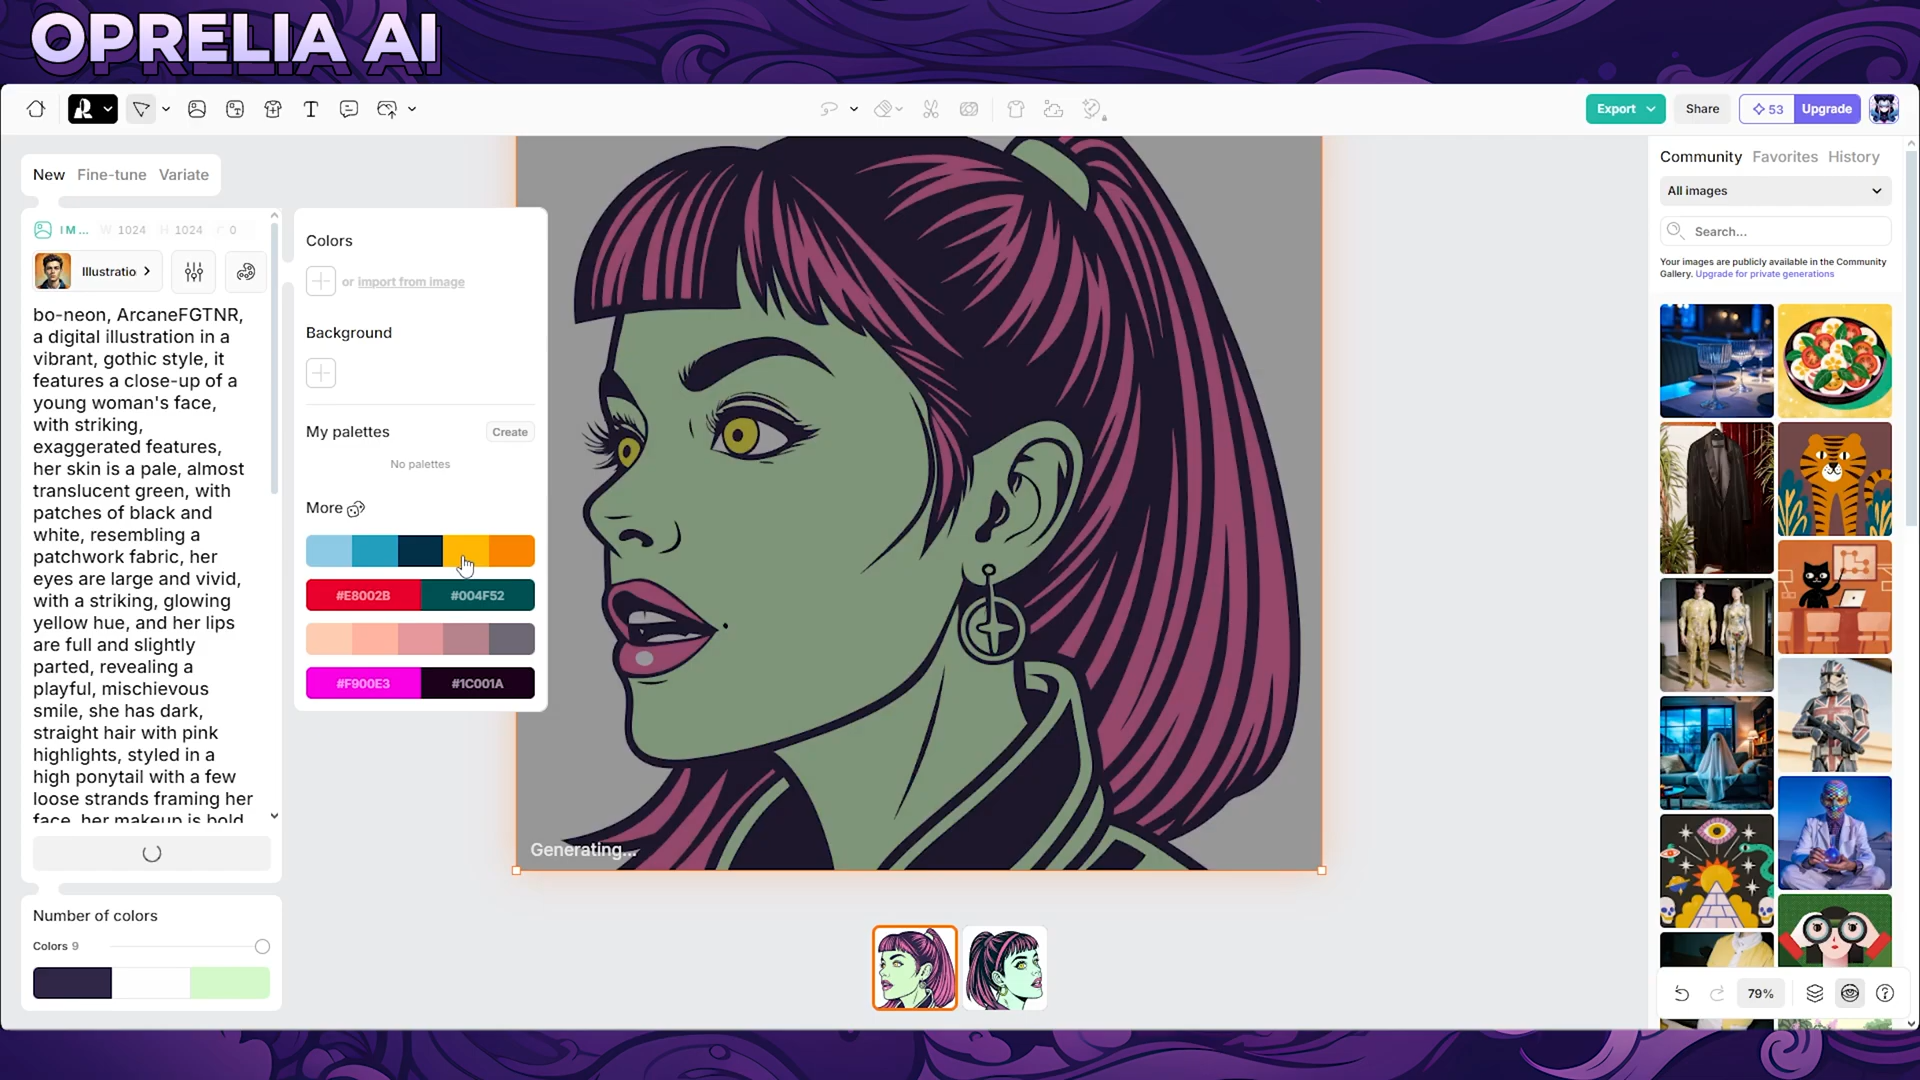 OPRELIA AI
Export
Share
53
Upgrade
New Fine-tune Variate
I M ... W 1024 H 1024 0
Illustratio
bo-neon, ArcaneFGTNR,
a digital illustration in a
vibrant, gothic style, it
features a close-up of a
young woman's face,
with striking,
exaggerated features,
her skin is a pale, almost
translucent green, with
patches of black and
white, resembling a
patchwork fabric, her
eyes are large and vivid,
with a striking, glowing
yellow hue, and her lips
are full and slightly
parted, revealing a
playful, mischievous
smile, she has dark,
straight hair with pink
highlights, styled in a
high ponytail with a few
loose strands framing her
face, her makeup is bold,
Number of colors
Colors 9
Colors
or import from image
Background
My palettes Create
No palettes
More
#E8002B #004F52
#F900E3 #1C001A
Generating...
Community Favorites History
All images
Search...
Your images are publicly available in the Community
Gallery. Upgrade for private generations
79%